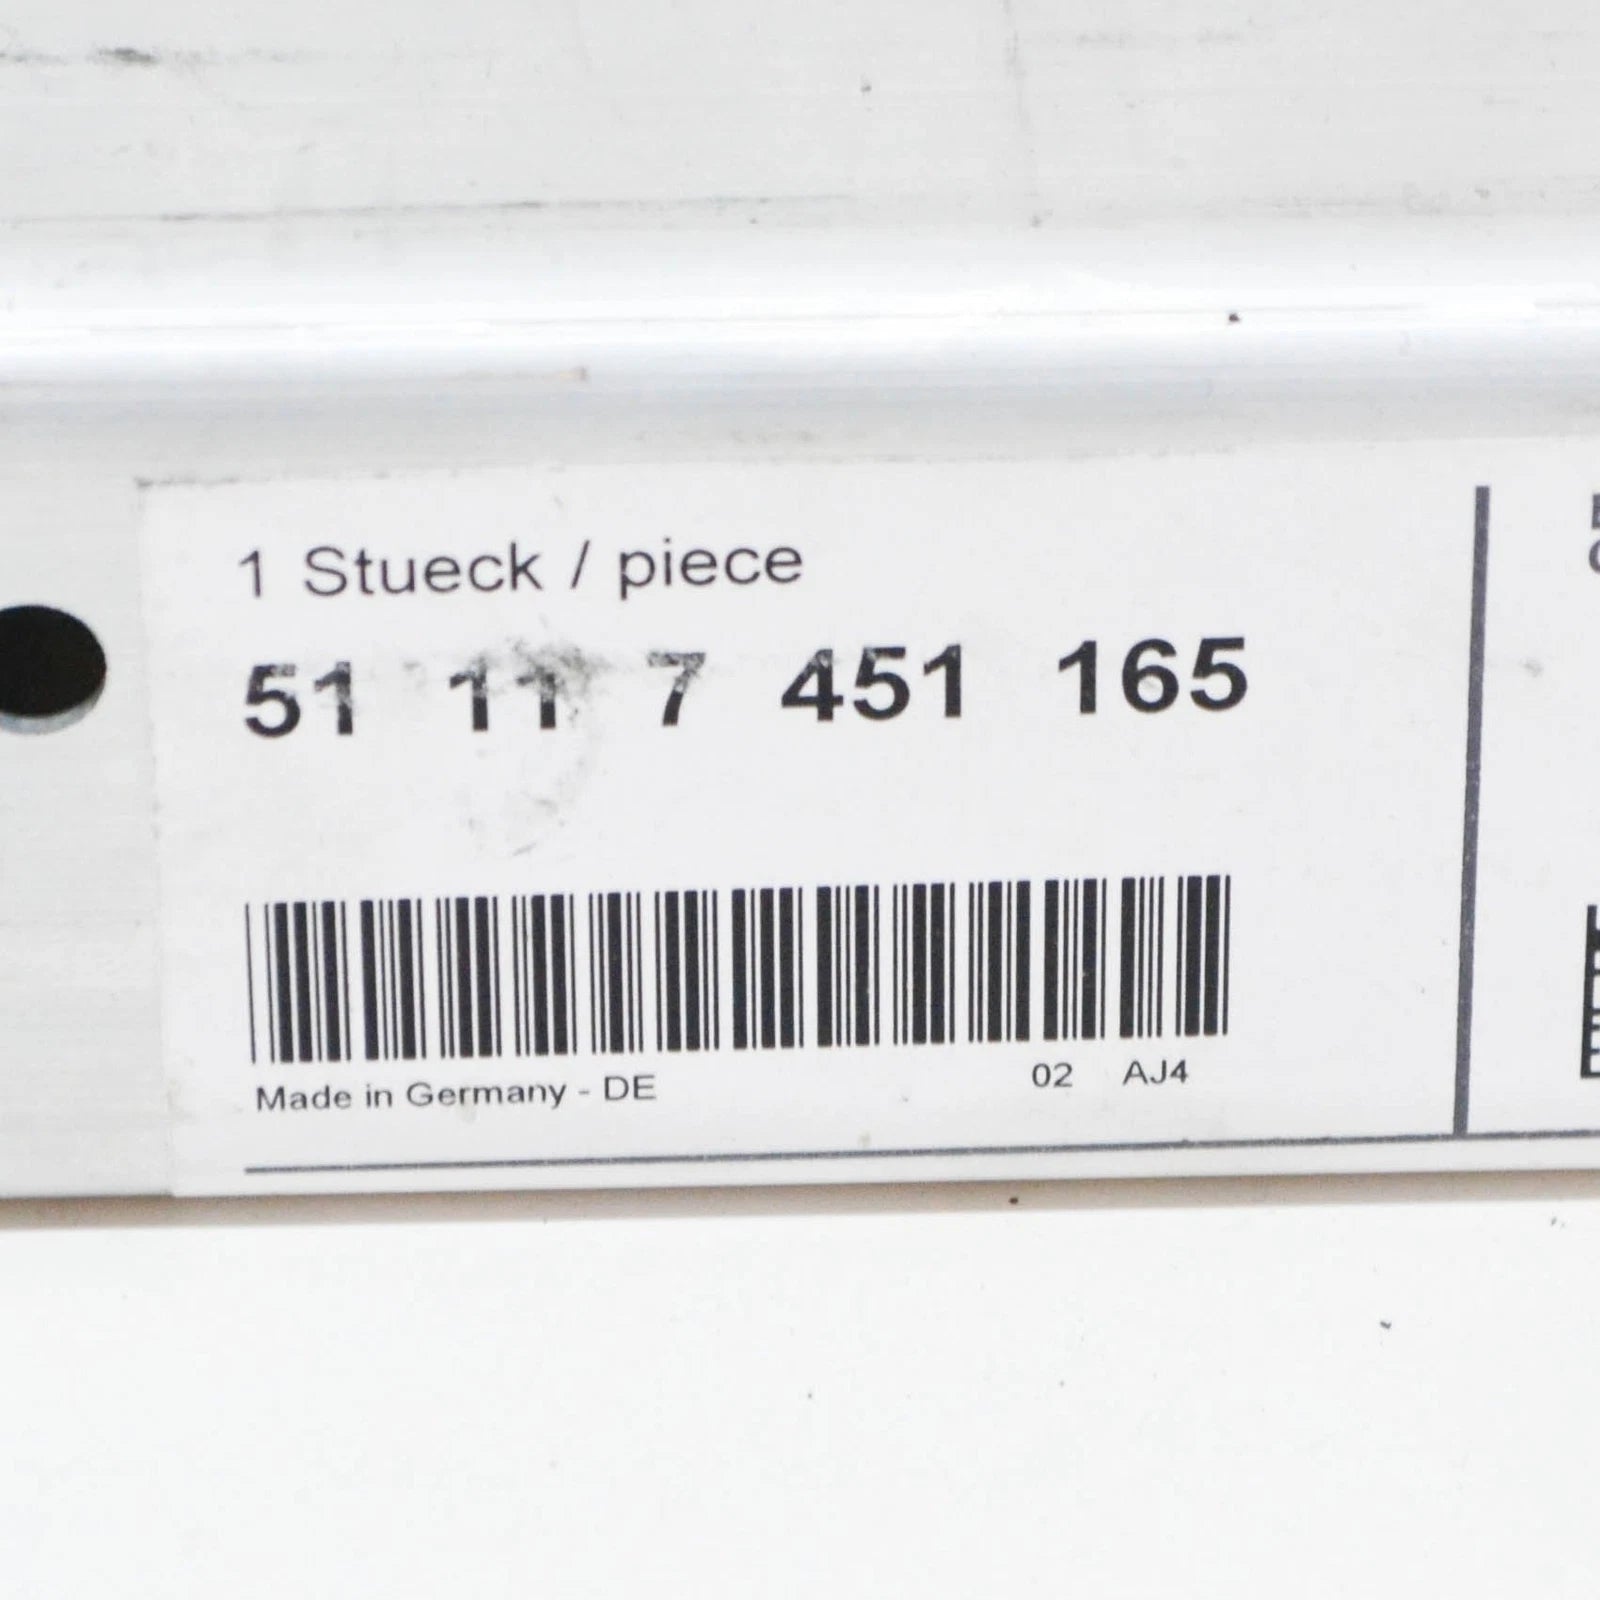 1 Stueck / piece
51 11 7 451 165
Made in Germany - DE 02 AJ4